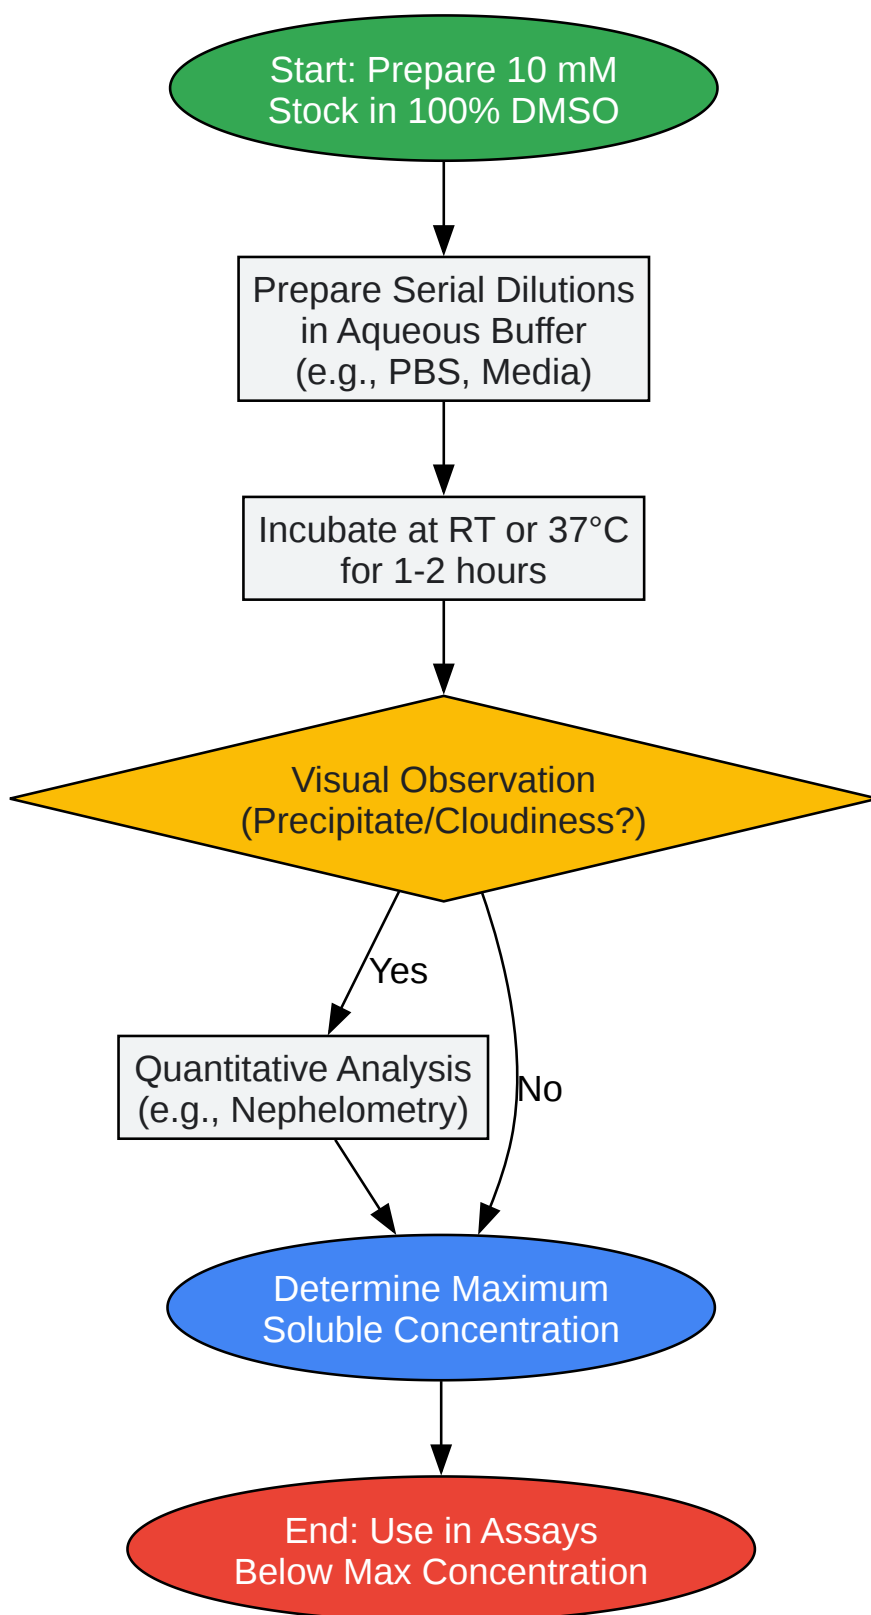 Start: Prepare 10 mM
Stock in 100% DMSO
Prepare Serial Dilutions
in Aqueous Buffer
(e.g., PBS, Media)
Incubate at RT or 37°C
for 1-2 hours
Visual Observation
(Precipitate/Cloudiness?)
Yes
Quantitative Analysis
(e.g., Nephelometry)
No
Determine Maximum
Soluble Concentration
End: Use in Assays
Below Max Concentration